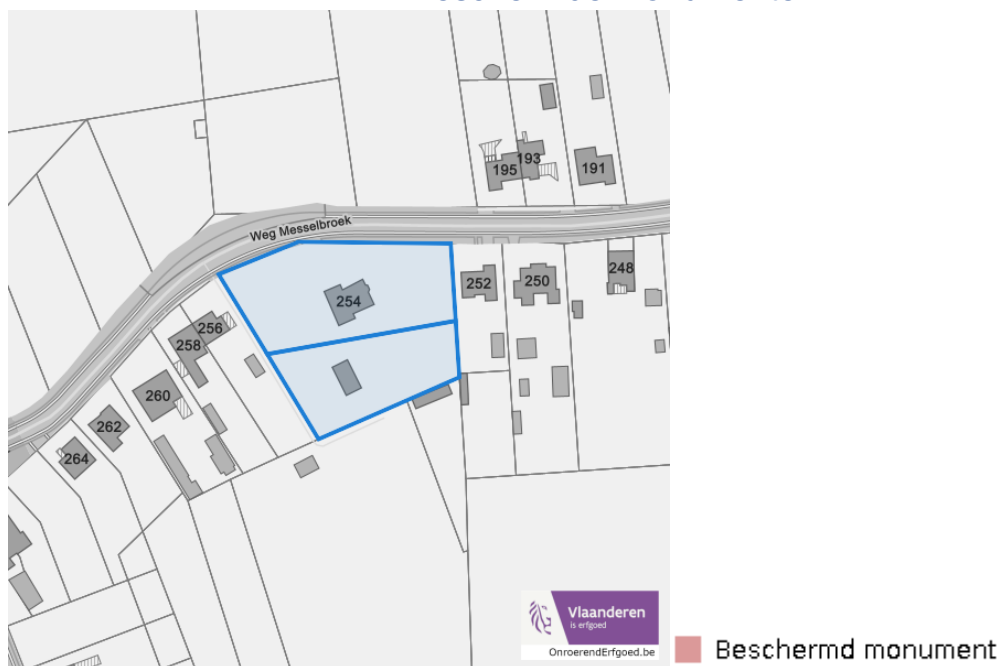 195
193
191
Weg Messelbroek
254
252
250
248
256
258
260
262
264
Vlaanderen
is erfgoed
OnroerendErfgoed.be
Beschermd monument